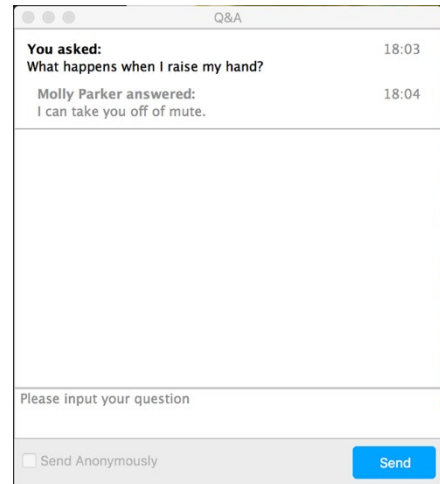 Q&A
You asked: 18:03
What happens when I raise my hand?
Molly Parker answered: 18:04
I can take you off of mute.
Please input your question
Send Anonymously
Send